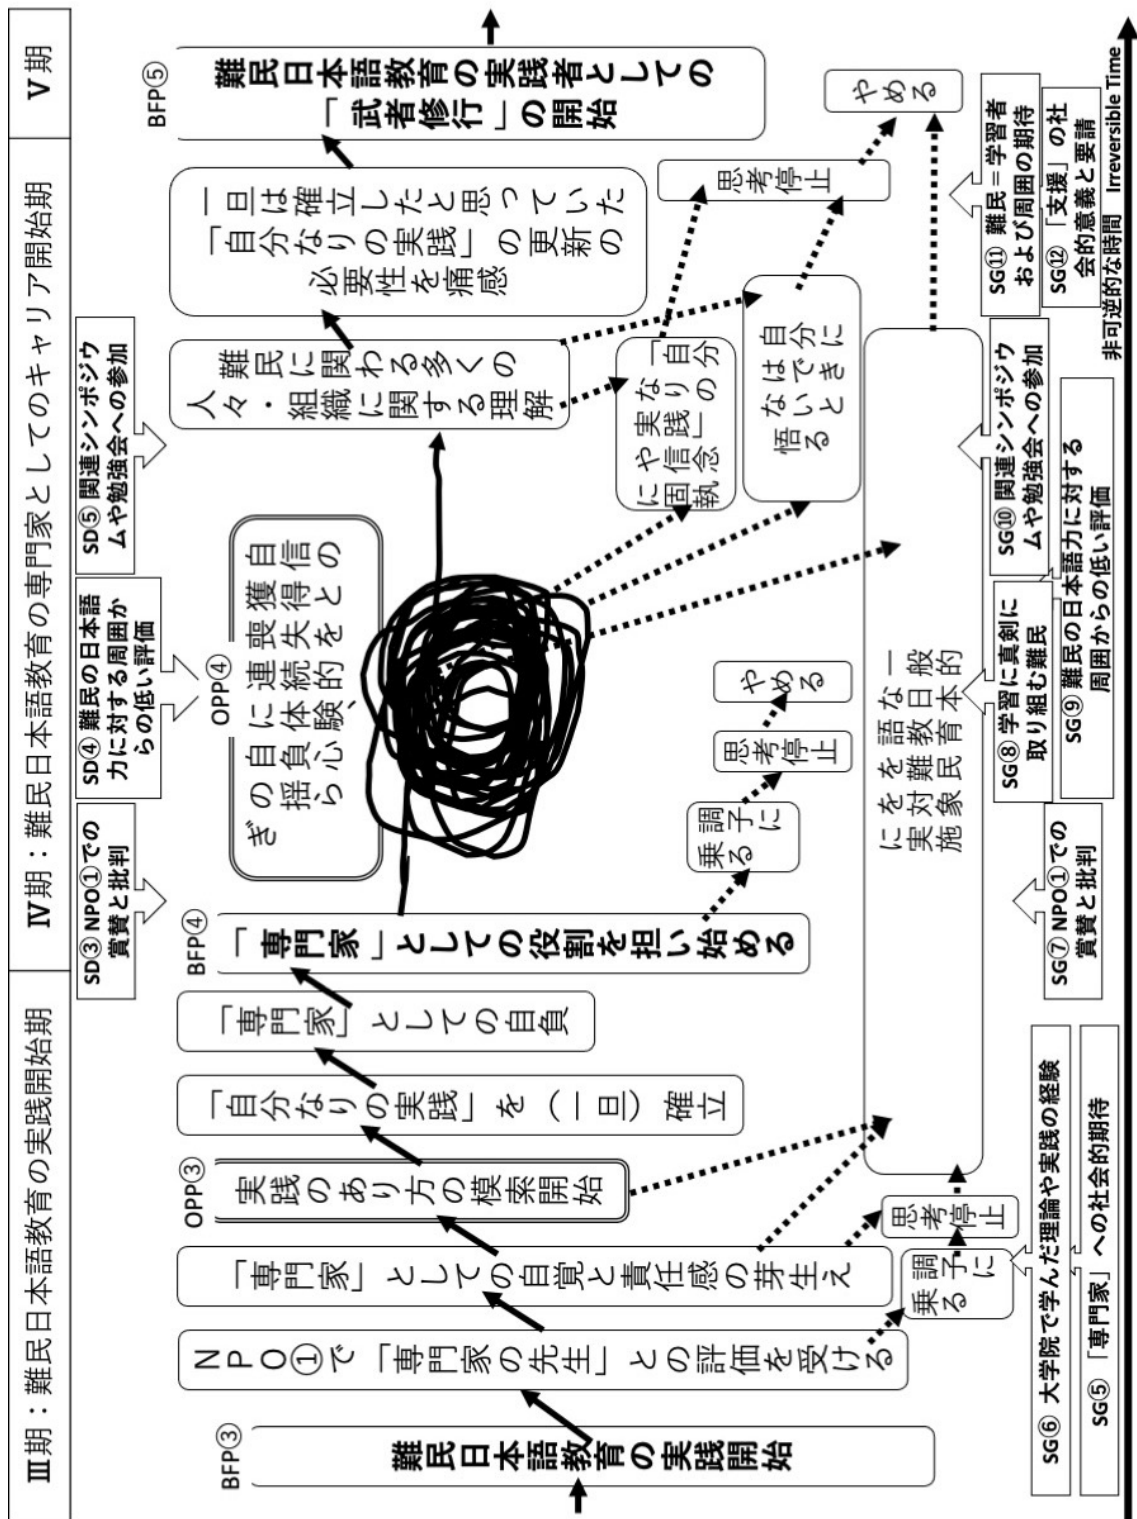 Ⅲ期：難民日本語教育の実践開始期
Ⅳ期：難民日本語教育の専門家としてのキャリア開始期
Ⅴ期
SD③ NPO①での
賞賛と批判
SD④ 難民の日本語
力に対する周囲か
らの低い評価
SD⑤ 関連シンポジウ
ムや勉強会への参加
BFP③
難民日本語教育の実践開始
NPO①で「専門家の先生」との評価を受ける
「専門家」としての自覚と責任感の芽生え
OPP③
実践のあり方の模索開始
「自分なりの実践」を（一旦）確立
「専門家」としての自負
BFP④
「専門家」としての役割を担い始める
OPP④
自信の獲得と喪失を連続的に体験、自負心の揺らぎ
難民に関わる多くの
人々・組織に関する理解
一旦は確立したと思っていた
「自分なりの実践」の更新の
必要性を痛感
BFP⑤
難民日本語教育の実践者としての
「武者修行」の開始
調子に
乗る
思考停止
調子に
乗る
思考停止
やめる
「自分なりの実践」や信念に固執
自分にはできないと悟る
思考停止
やめる
一般的な日本語教育を難民対象に実施
SG⑥ 大学院で学んだ理論や実践の経験
SG⑤ 「専門家」への社会的期待
SG⑦ NPO①での
賞賛と批判
SG⑧ 学習に真剣に
取り組む難民
SG⑨ 難民の日本語力に対する
周囲からの低い評価
SG⑩ 関連シンポジウ
ムや勉強会への参加
SG⑪ 難民＝学習者
および周囲の期待
SG⑫ 「支援」の社
会的意義と要請
非可逆的な時間 Irreversible Time